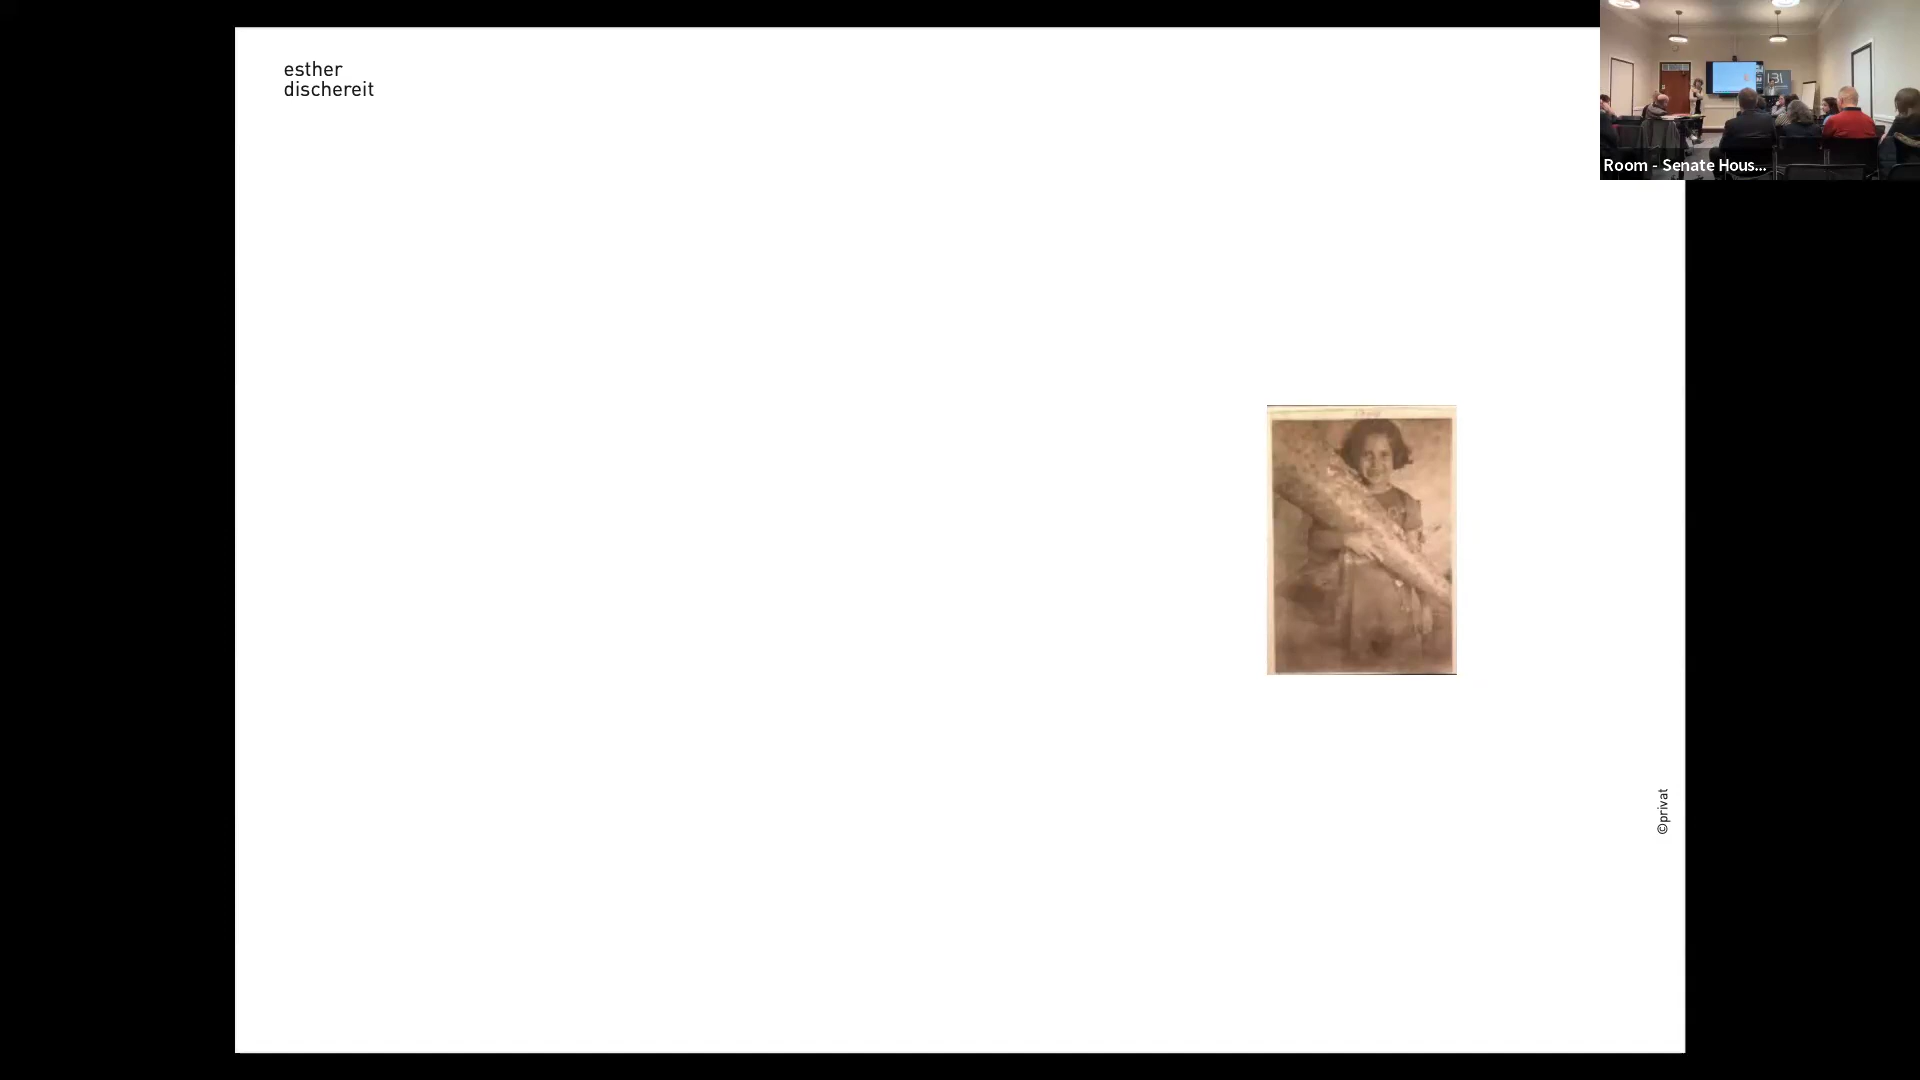 esther
dischereit
Room - Senate Hous...
©privat